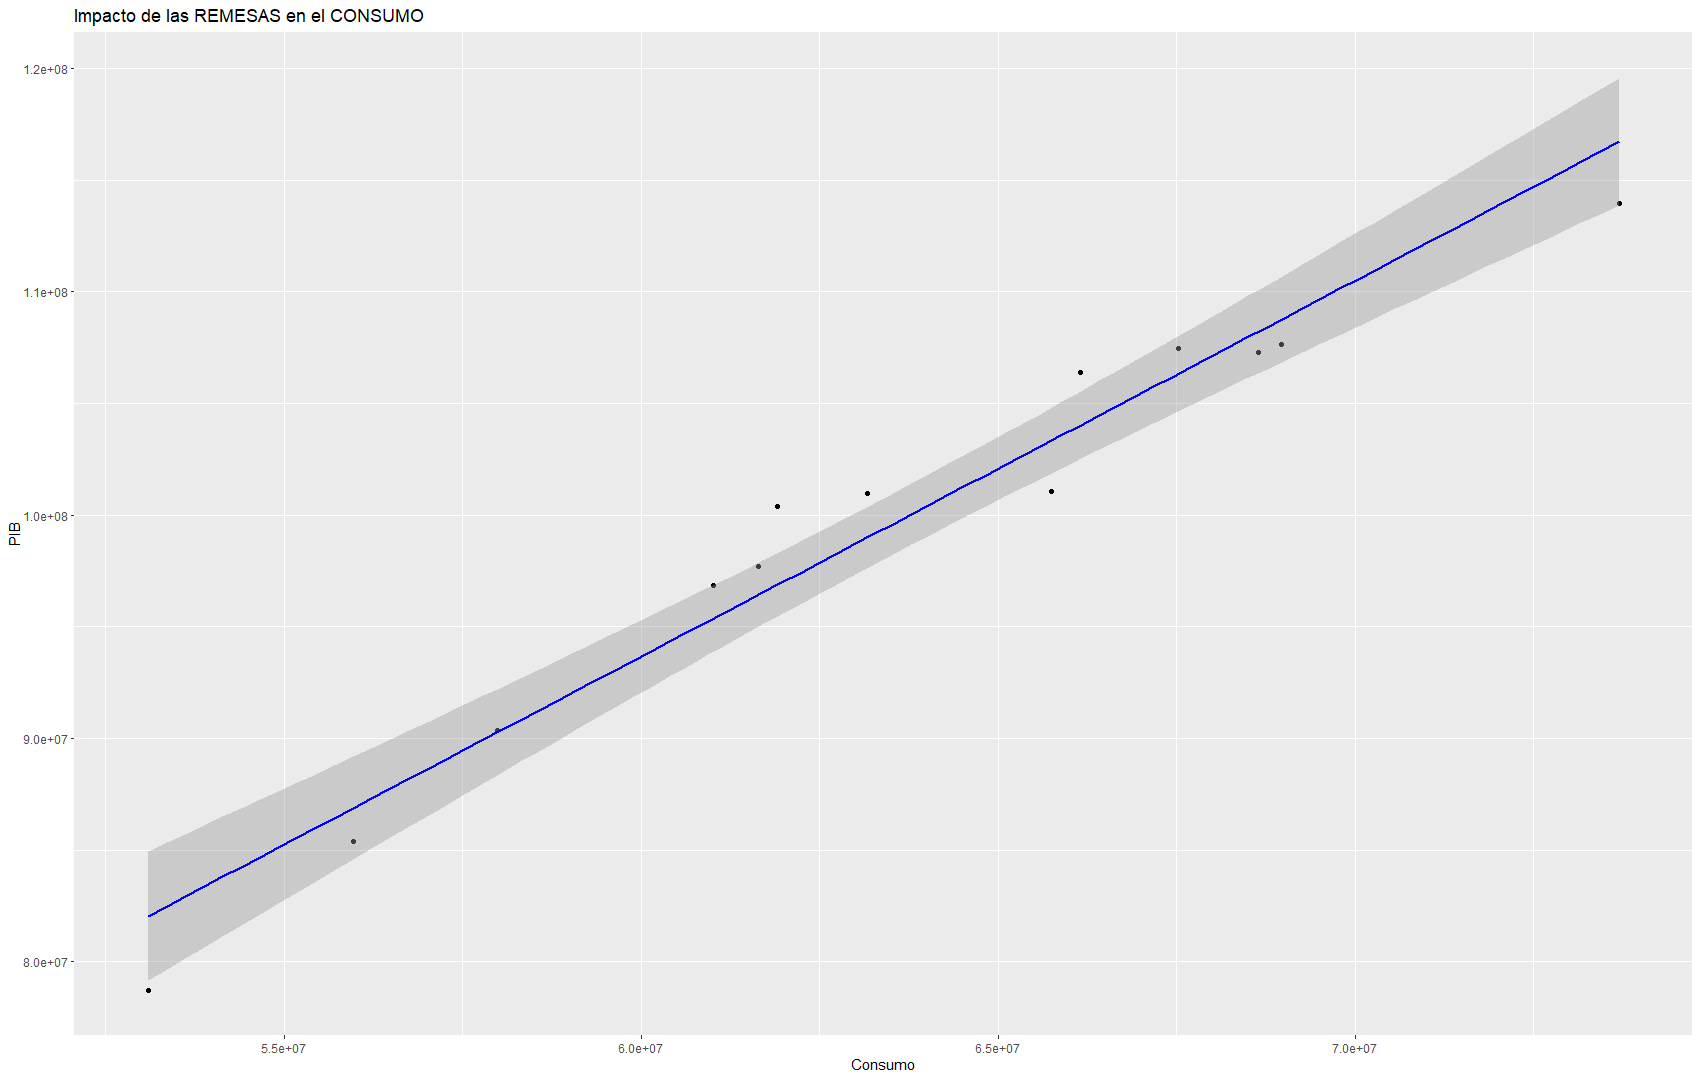 Impacto de las REMESAS en el CONSUMO
1.2e+08
1.1e+08
1.0e+08
9.0e+07
8.0e+07
PIB
5.5e+07 6.0e+07 6.5e+07 7.0e+07
Consumo